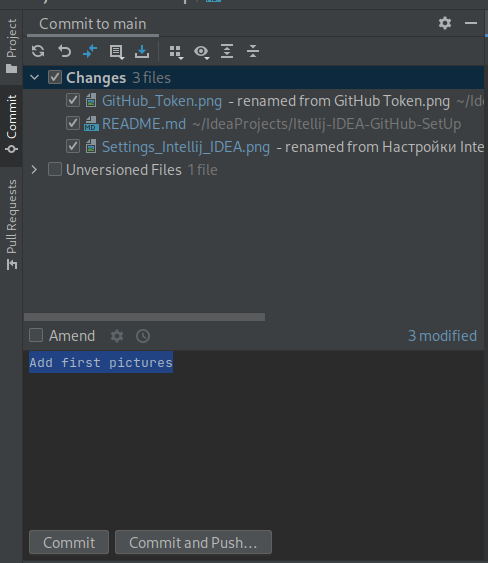 Commit to main
Project
Commit
Pull Requests
Changes 3 files
GitHub_Token.png - renamed from GitHub Token.png ~/Id
MD README.md ~/IdeaProjects/Itellij-IDEA-GitHub-SetUp
Settings_Intellij_IDEA.png - renamed from Настройки Inte
Unversioned Files 1 file
Amend 3 modified
Add first pictures
Commit Commit and Push...